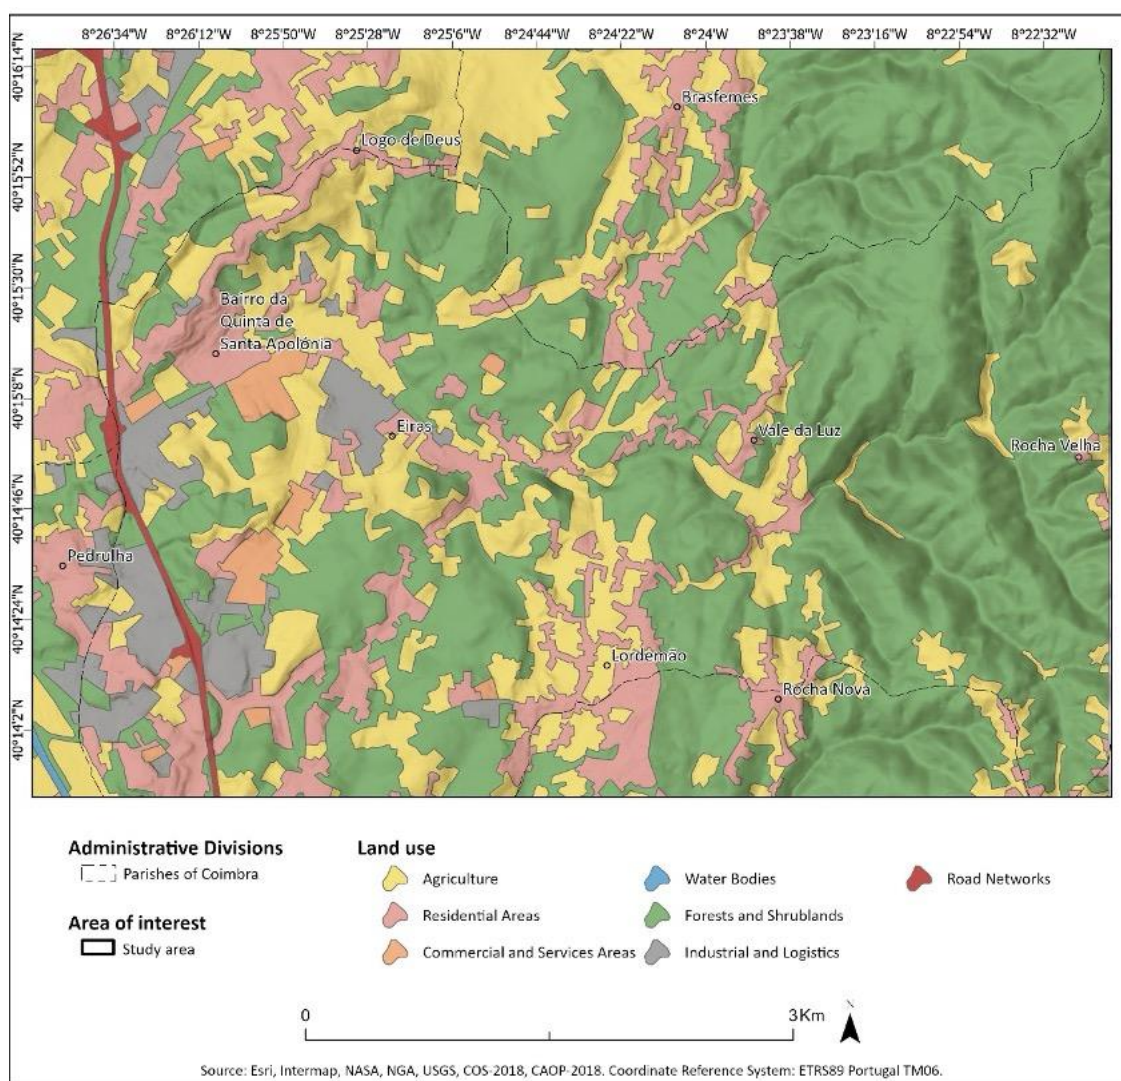 8°26'34"W 8°26'12"W 8°25'50"W 8°25'28"W 8°25'6"W 8°24'44"W 8°24'22"W 8°24'W 8°23'38"W 8°23'16"W 8°22'54"W 8°22'32"W
40°16'14"N
40°15'52"N
40°15'30"N
40°15'8"N
40°14'46"N
40°14'24"N
40°14'2"N
Brasfemes
Logo de Deus
Bairro da
Quinta de
Santa Apolónia
Eiras
Vale da Luz
Rocha Velha
Pedrulha
Lordemão
Rocha Nova
Administrative Divisions
Parishes of Coimbra
Area of interest
Study area
Land use
Agriculture
Residential Areas
Commercial and Services Areas
Water Bodies
Forests and Shrublands
Industrial and Logistics
Road Networks
0 3Km
N
Source: Esri, Intermap, NASA, NGA, USGS, COS-2018, CAOP-2018. Coordinate Reference System: ETRS89 Portugal TM06.